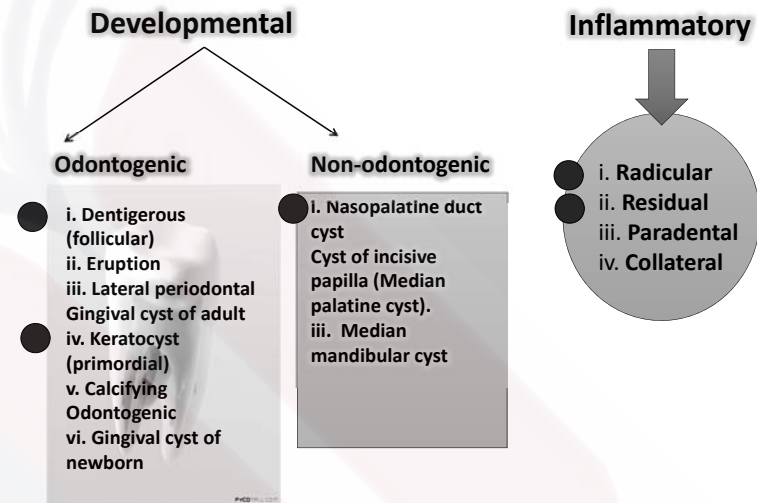 Developmental
Inflammatory
Odontogenic
Non-odontogenic
i. Dentigerous
(follicular)
ii. Eruption
iii. Lateral periodontal
Gingival cyst of adult
iv. Keratocyst
(primordial)
v. Calcifying
Odontogenic
vi. Gingival cyst of
newborn
i. Nasopalatine duct
cyst
Cyst of incisive
papilla (Median
palatine cyst).
iii. Median
mandibular cyst
i. Radicular
ii. Residual
iii. Paradental
iv. Collateral